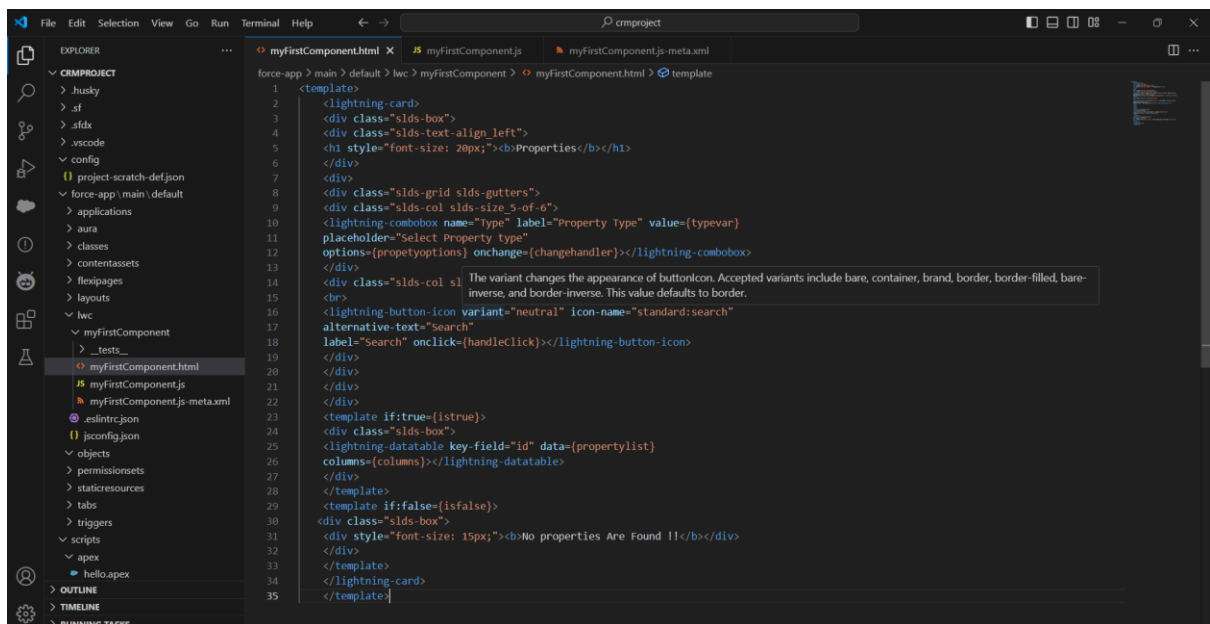 File Edit Selection View Go Run Terminal Help
crmproject
EXPLORER
myFirstComponent.html
JS myFirstComponent.js
myFirstComponent.js-meta.xml
force-app > main > default > lwc > myFirstComponent > myFirstComponent.html > template
CRMPROJECT
.husky
.sf
.sfdx
.vscode
config
{} project-scratch-def.json
force-app \ main \ default
applications
aura
classes
contentassets
flexipages
layouts
lwc
myFirstComponent
__tests__
myFirstComponent.html
JS myFirstComponent.js
myFirstComponent.js-meta.xml
.eslintrc.json
{} jsconfig.json
objects
permissionsets
staticresources
tabs
triggers
scripts
apex
hello.apex
OUTLINE
TIMELINE
RUNNING TASKS
1 <template>
2 <lightning-card>
3 <div class="slds-box">
4 <div class="slds-text-align_left">
5 <h1 style="font-size: 20px;"><b>Properties</b></h1>
6 </div>
7 <div>
8 <div class="slds-grid slds-gutters">
9 <div class="slds-col slds-size_5-of-6">
10 <lightning-combobox name="Type" label="Property Type" value={typevar}
11 placeholder="Select Property type"
12 options={propetyoptions} onchange={changehandler}></lightning-combobox>
13 </div>
14 <div class="slds-col sl
The variant changes the appearance of buttonIcon. Accepted variants include bare, container, brand, border, border-filled, bare-
inverse, and border-inverse. This value defaults to border.
15 <br>
16 <lightning-button-icon variant="neutral" icon-name="standard:search"
17 alternative-text="Search"
18 label="Search" onclick={handleClick}></lightning-button-icon>
19 </div>
20 </div>
21 </div>
22 </div>
23 <template if:true={istrue}>
24 <div class="slds-box">
25 <lightning-datatable key-field="id" data={propertylist}
26 columns={columns}></lightning-datatable>
27 </div>
28 </template>
29 <template if:false={isfalse}>
30 <div class="slds-box">
31 <div style="font-size: 15px;"><b>No properties Are Found !!</b></div>
32 </div>
33 </template>
34 </lightning-card>
35 </template>